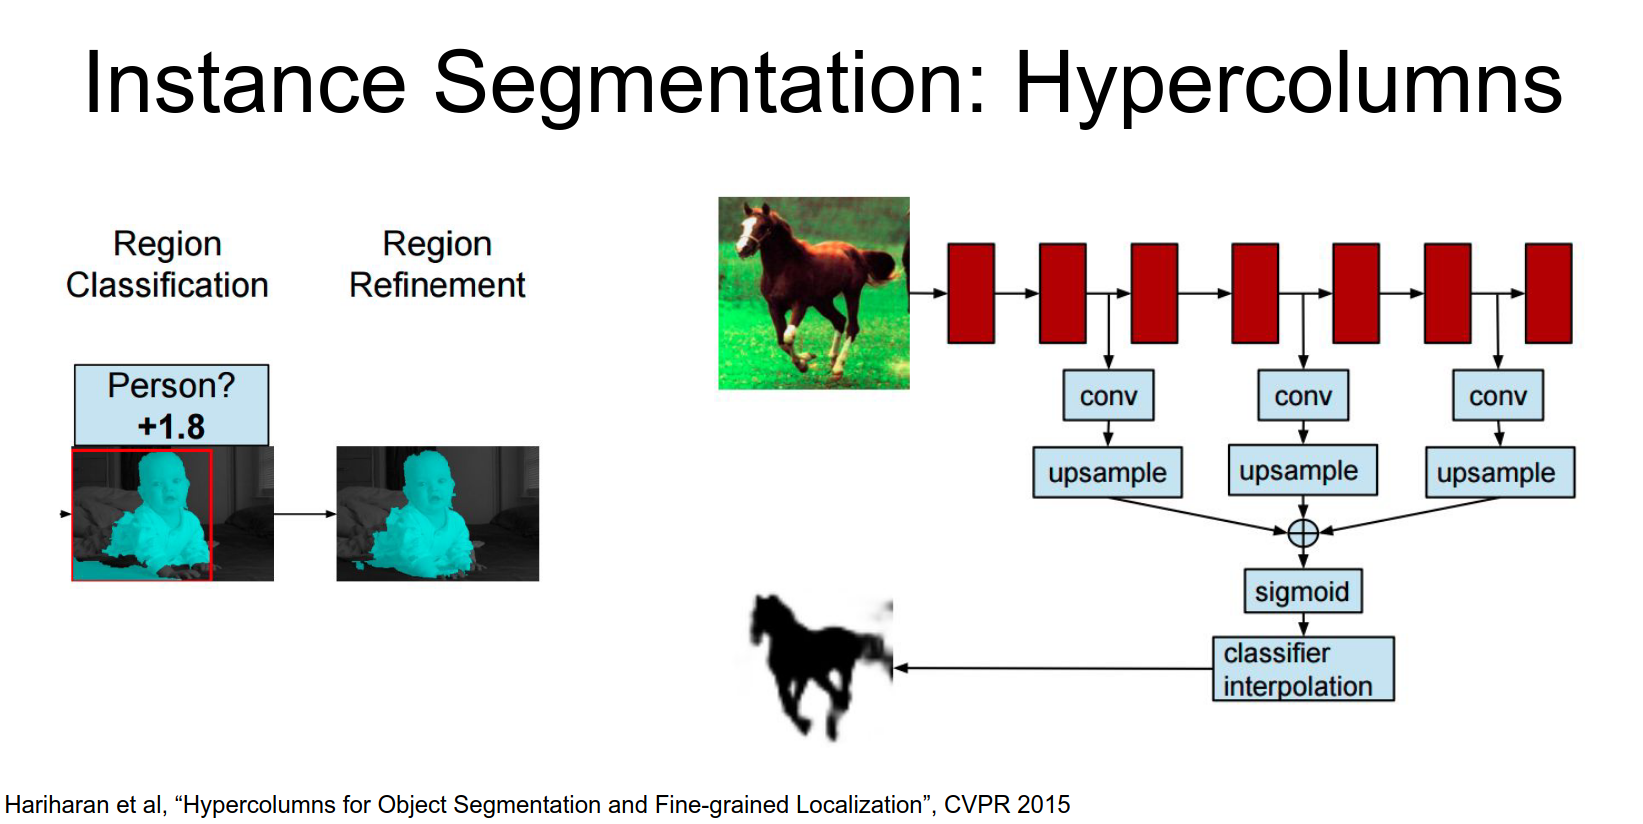 Instance Segmentation: Hypercolumns
Region
Classification
Region
Refinement
Person?
+1.8
conv
conv
conv
upsample
upsample
upsample
sigmoid
classifier
interpolation
Hariharan et al, “Hypercolumns for Object Segmentation and Fine-grained Localization”, CVPR 2015